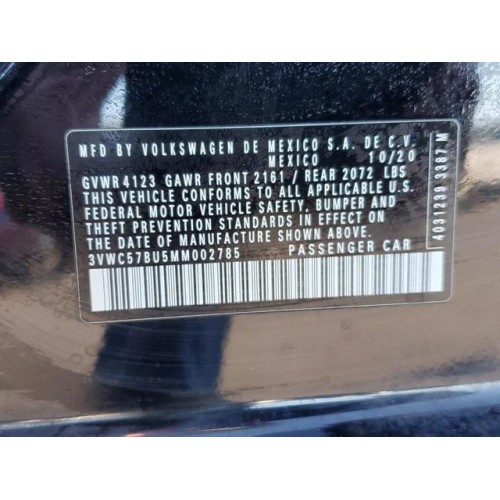 MFD BY VOLKSWAGEN DE MEXICO S.A. DE C.V.
MEXICO 10/20
GVWR 4123 GAWR FRONT 2161 / REAR 2072 LBS
THIS VEHICLE CONFORMS TO ALL APPLICABLE U.S.
FEDERAL MOTOR VEHICLE SAFETY, BUMPER AND
THEFT PREVENTION STANDARDS IN EFFECT ON THE
DATE OF MANUFACTURE SHOWN ABOVE.
3VWC57BU5MM002785 PASSENGER CAR
4031239 3387 M